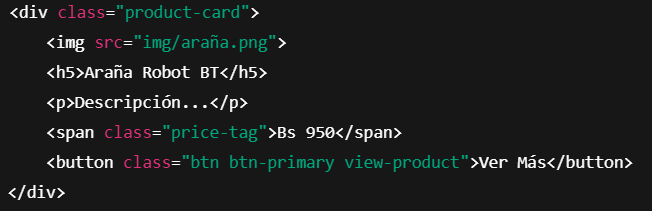 <div class="product-card">
    <img src="img/araña.png">
    <h5>Araña Robot BT</h5>
    <p>Descripción...</p>
    <span class="price-tag">Bs 950</span>
    <button class="btn btn-primary view-product">Ver Más</button>
</div>